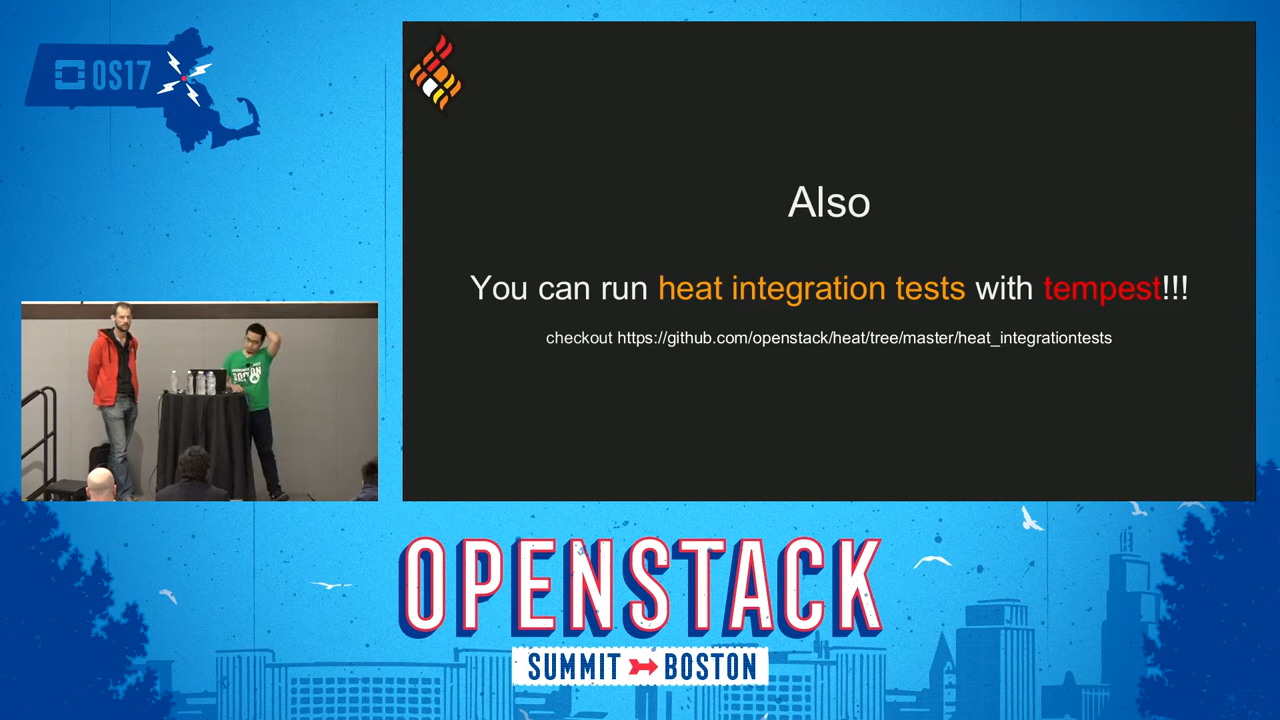 OS17
Also
You can run heat integration tests with tempest!!!
checkout https://github.com/openstack/heat/tree/master/heat_integrationtests
BOSTON
OPENSTACK
SUMMIT BOSTON